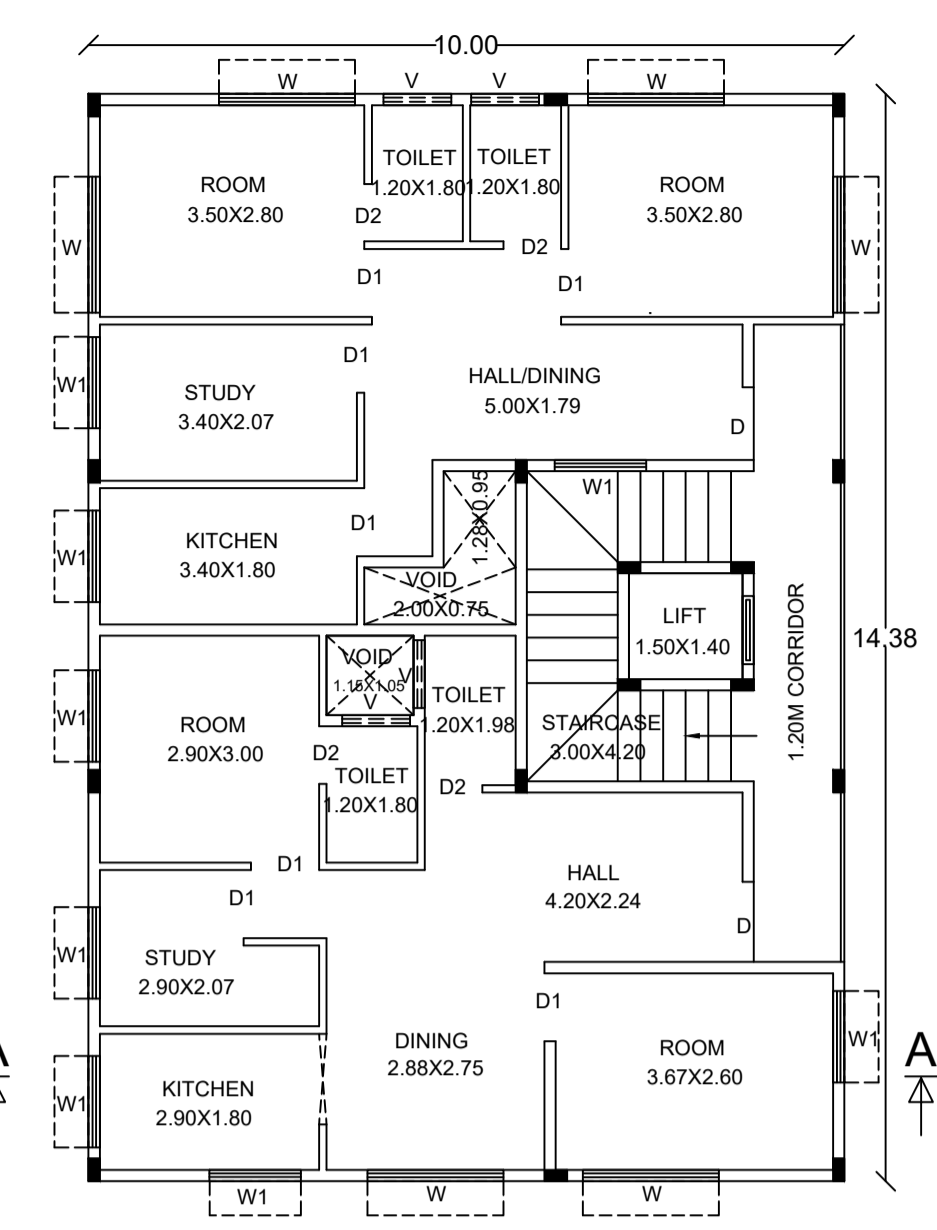 10.00
W
V
V
W
TOILET
1.20X1.80
TOILET
1.20X1.80
ROOM
3.50X2.80
ROOM
3.50X2.80
D2
D2
W
W
D1
D1
D1
W1
STUDY
3.40X2.07
HALL/DINING
5.00X1.79
D
W1
1.28X0.95
D1
W1
KITCHEN
3.40X1.80
VOID
2.00X0.75
LIFT
1.50X1.40
1.20M CORRIDOR
14.38
VOID
1.15X1.05
V
V
TOILET
1.20X1.98
W1
ROOM
2.90X3.00
STAIRCASE
3.00X4.20
D2
TOILET
1.20X1.80
D2
D1
D1
HALL
4.20X2.24
D
W1
STUDY
2.90X2.07
D1
DINING
2.88X2.75
ROOM
3.67X2.60
W1
A
A
W1
KITCHEN
2.90X1.80
W1
W
W